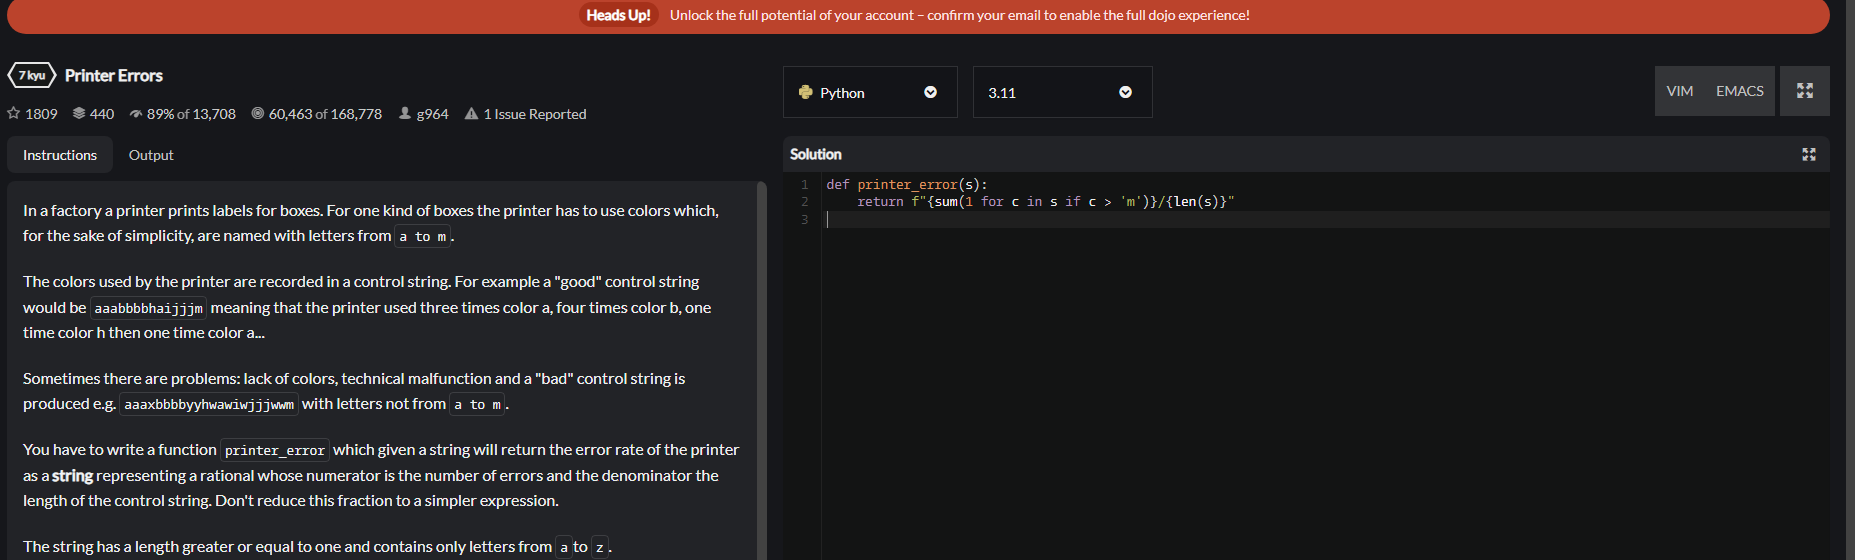 Heads Up! Unlock the full potential of your account – confirm your email to enable the full dojo experience!
7 kyu Printer Errors
1809 440 89% of 13,708 60,463 of 168,778 g964 1 Issue Reported
Instructions Output
In a factory a printer prints labels for boxes. For one kind of boxes the printer has to use colors which,
for the sake of simplicity, are named with letters from a to m.
The colors used by the printer are recorded in a control string. For example a "good" control string
would be aaabbbbhaijjjm meaning that the printer used three times color a, four times color b, one
time color h then one time color a...
Sometimes there are problems: lack of colors, technical malfunction and a "bad" control string is
produced e.g. aaaxbbbbyyhwawiwjjjwwm with letters not from a to m.
You have to write a function printer_error which given a string will return the error rate of the printer
as a string representing a rational whose numerator is the number of errors and the denominator the
length of the control string. Don't reduce this fraction to a simpler expression.
The string has a length greater or equal to one and contains only letters from a to z.
Python 3.11 VIM EMACS
Solution
1 def printer_error(s):
2 return f"{sum(1 for c in s if c > 'm')}/{len(s)}"
3